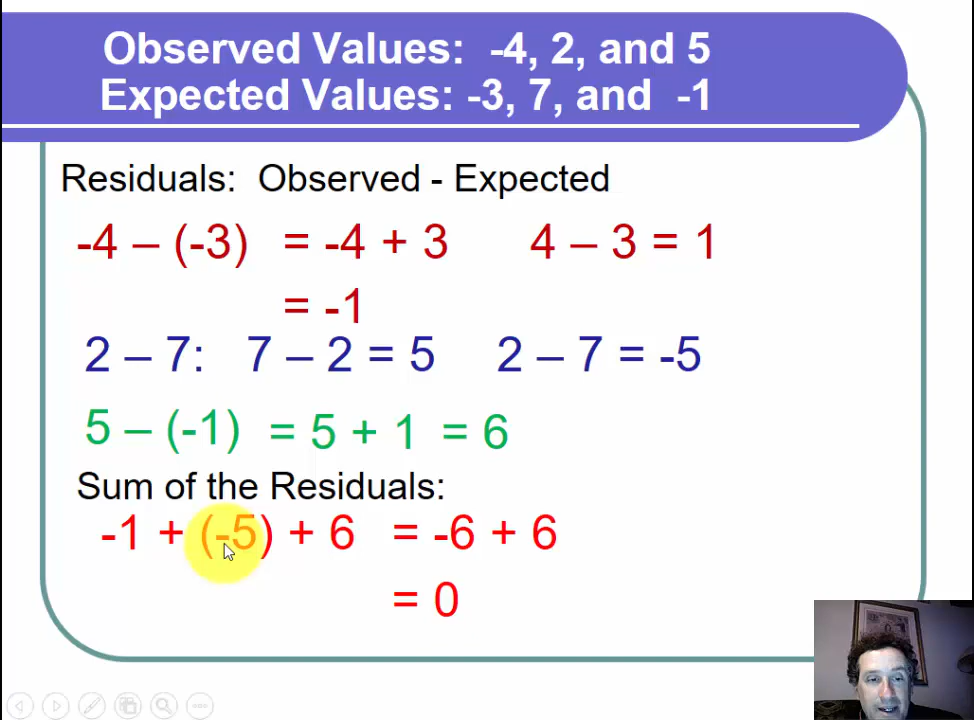 Observed Values: -4, 2, and 5
Expected Values: -3, 7, and -1
Residuals: Observed - Expected
-4 – (-3) = -4 + 3 4 – 3 = 1
= -1
2 – 7: 7 – 2 = 5 2 – 7 = -5
5 – (-1) = 5 + 1 = 6
Sum of the Residuals:
-1 + (-5) + 6 = -6 + 6
= 0